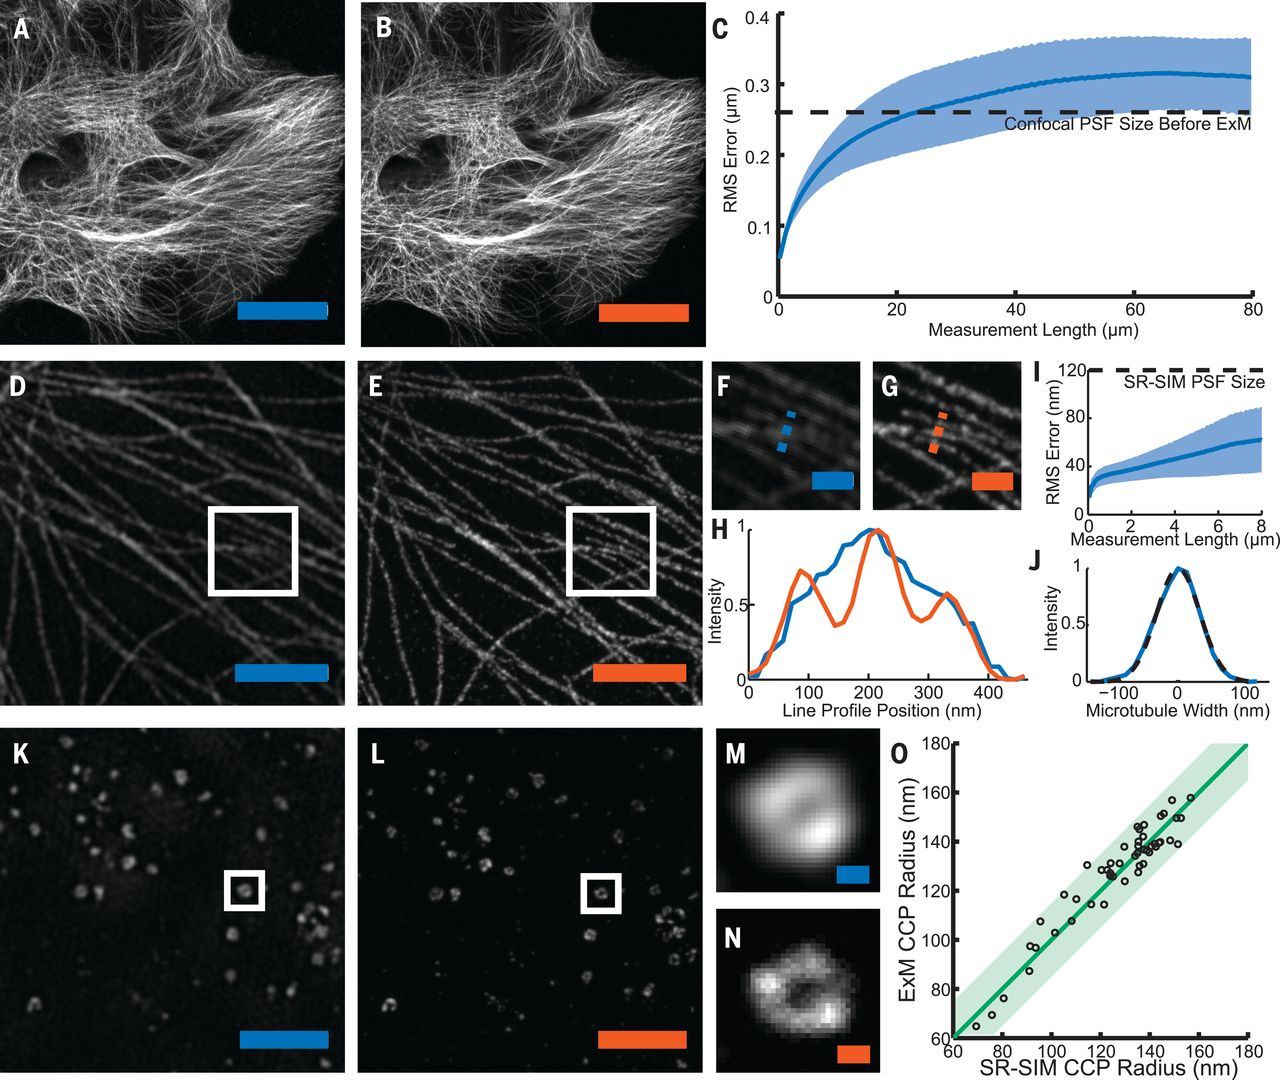 A
B
C
0.4
0.3
0.2
0.1
0
RMS Error (μm)
Confocal PSF Size Before ExM
0
20
40
60
80
Measurement Length (μm)
D
E
F
G
H
1
0.5
0
Intensity
0
100
200
300
400
Line Profile Position (nm)
I
120
80
40
0
RMS Error (nm)
SR-SIM PSF Size
0
2
4
6
8
Measurement Length (μm)
J
1
0.5
0
Intensity
−100
0
100
Microtubule Width (nm)
K
L
M
N
O
180
160
140
120
100
80
60
ExM CCP Radius (nm)
60
80
100
120
140
160
180
SR-SIM CCP Radius (nm)